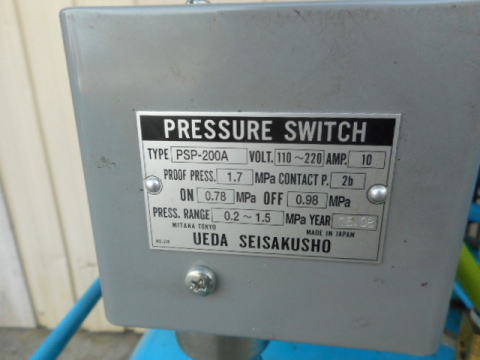 PRESSURE SWITCH
TYPE PSP-200A VOLT. 110～220 AMP. 10
PROOF PRESS. 1.7 MPa CONTACT P. 2b
ON 0.78 MPa OFF 0.98 MPa
PRESS. RANGE 0.2～1.5 MPa YEAR
MITAKA TOKYO MADE IN JAPAN
UEDA SEISAKUSHO